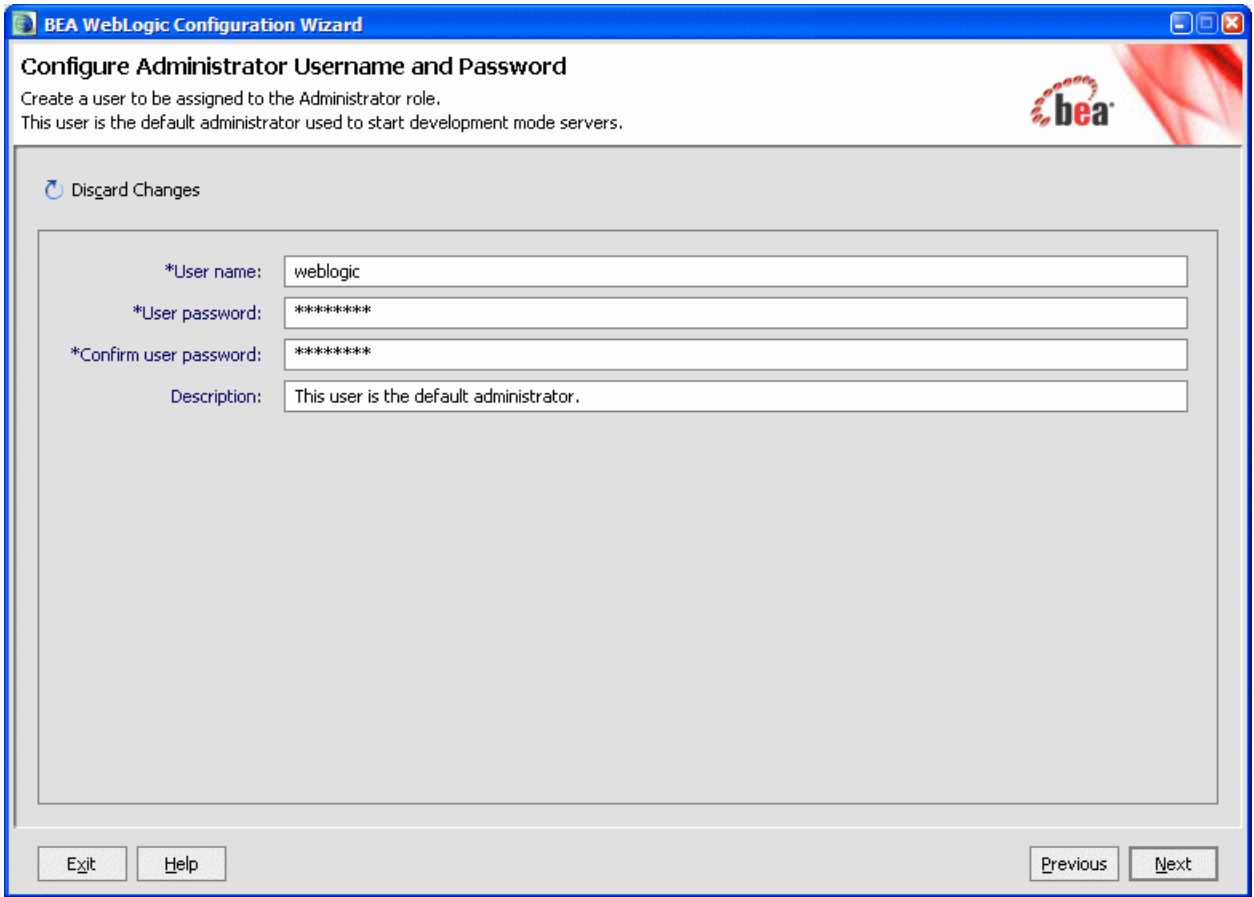 BEA WebLogic Configuration Wizard
Configure Administrator Username and Password
Create a user to be assigned to the Administrator role.
This user is the default administrator used to start development mode servers.
bea
Discard Changes
*User name: weblogic
*User password: ********
*Confirm user password: ********
Description: This user is the default administrator.
Exit Help Previous Next